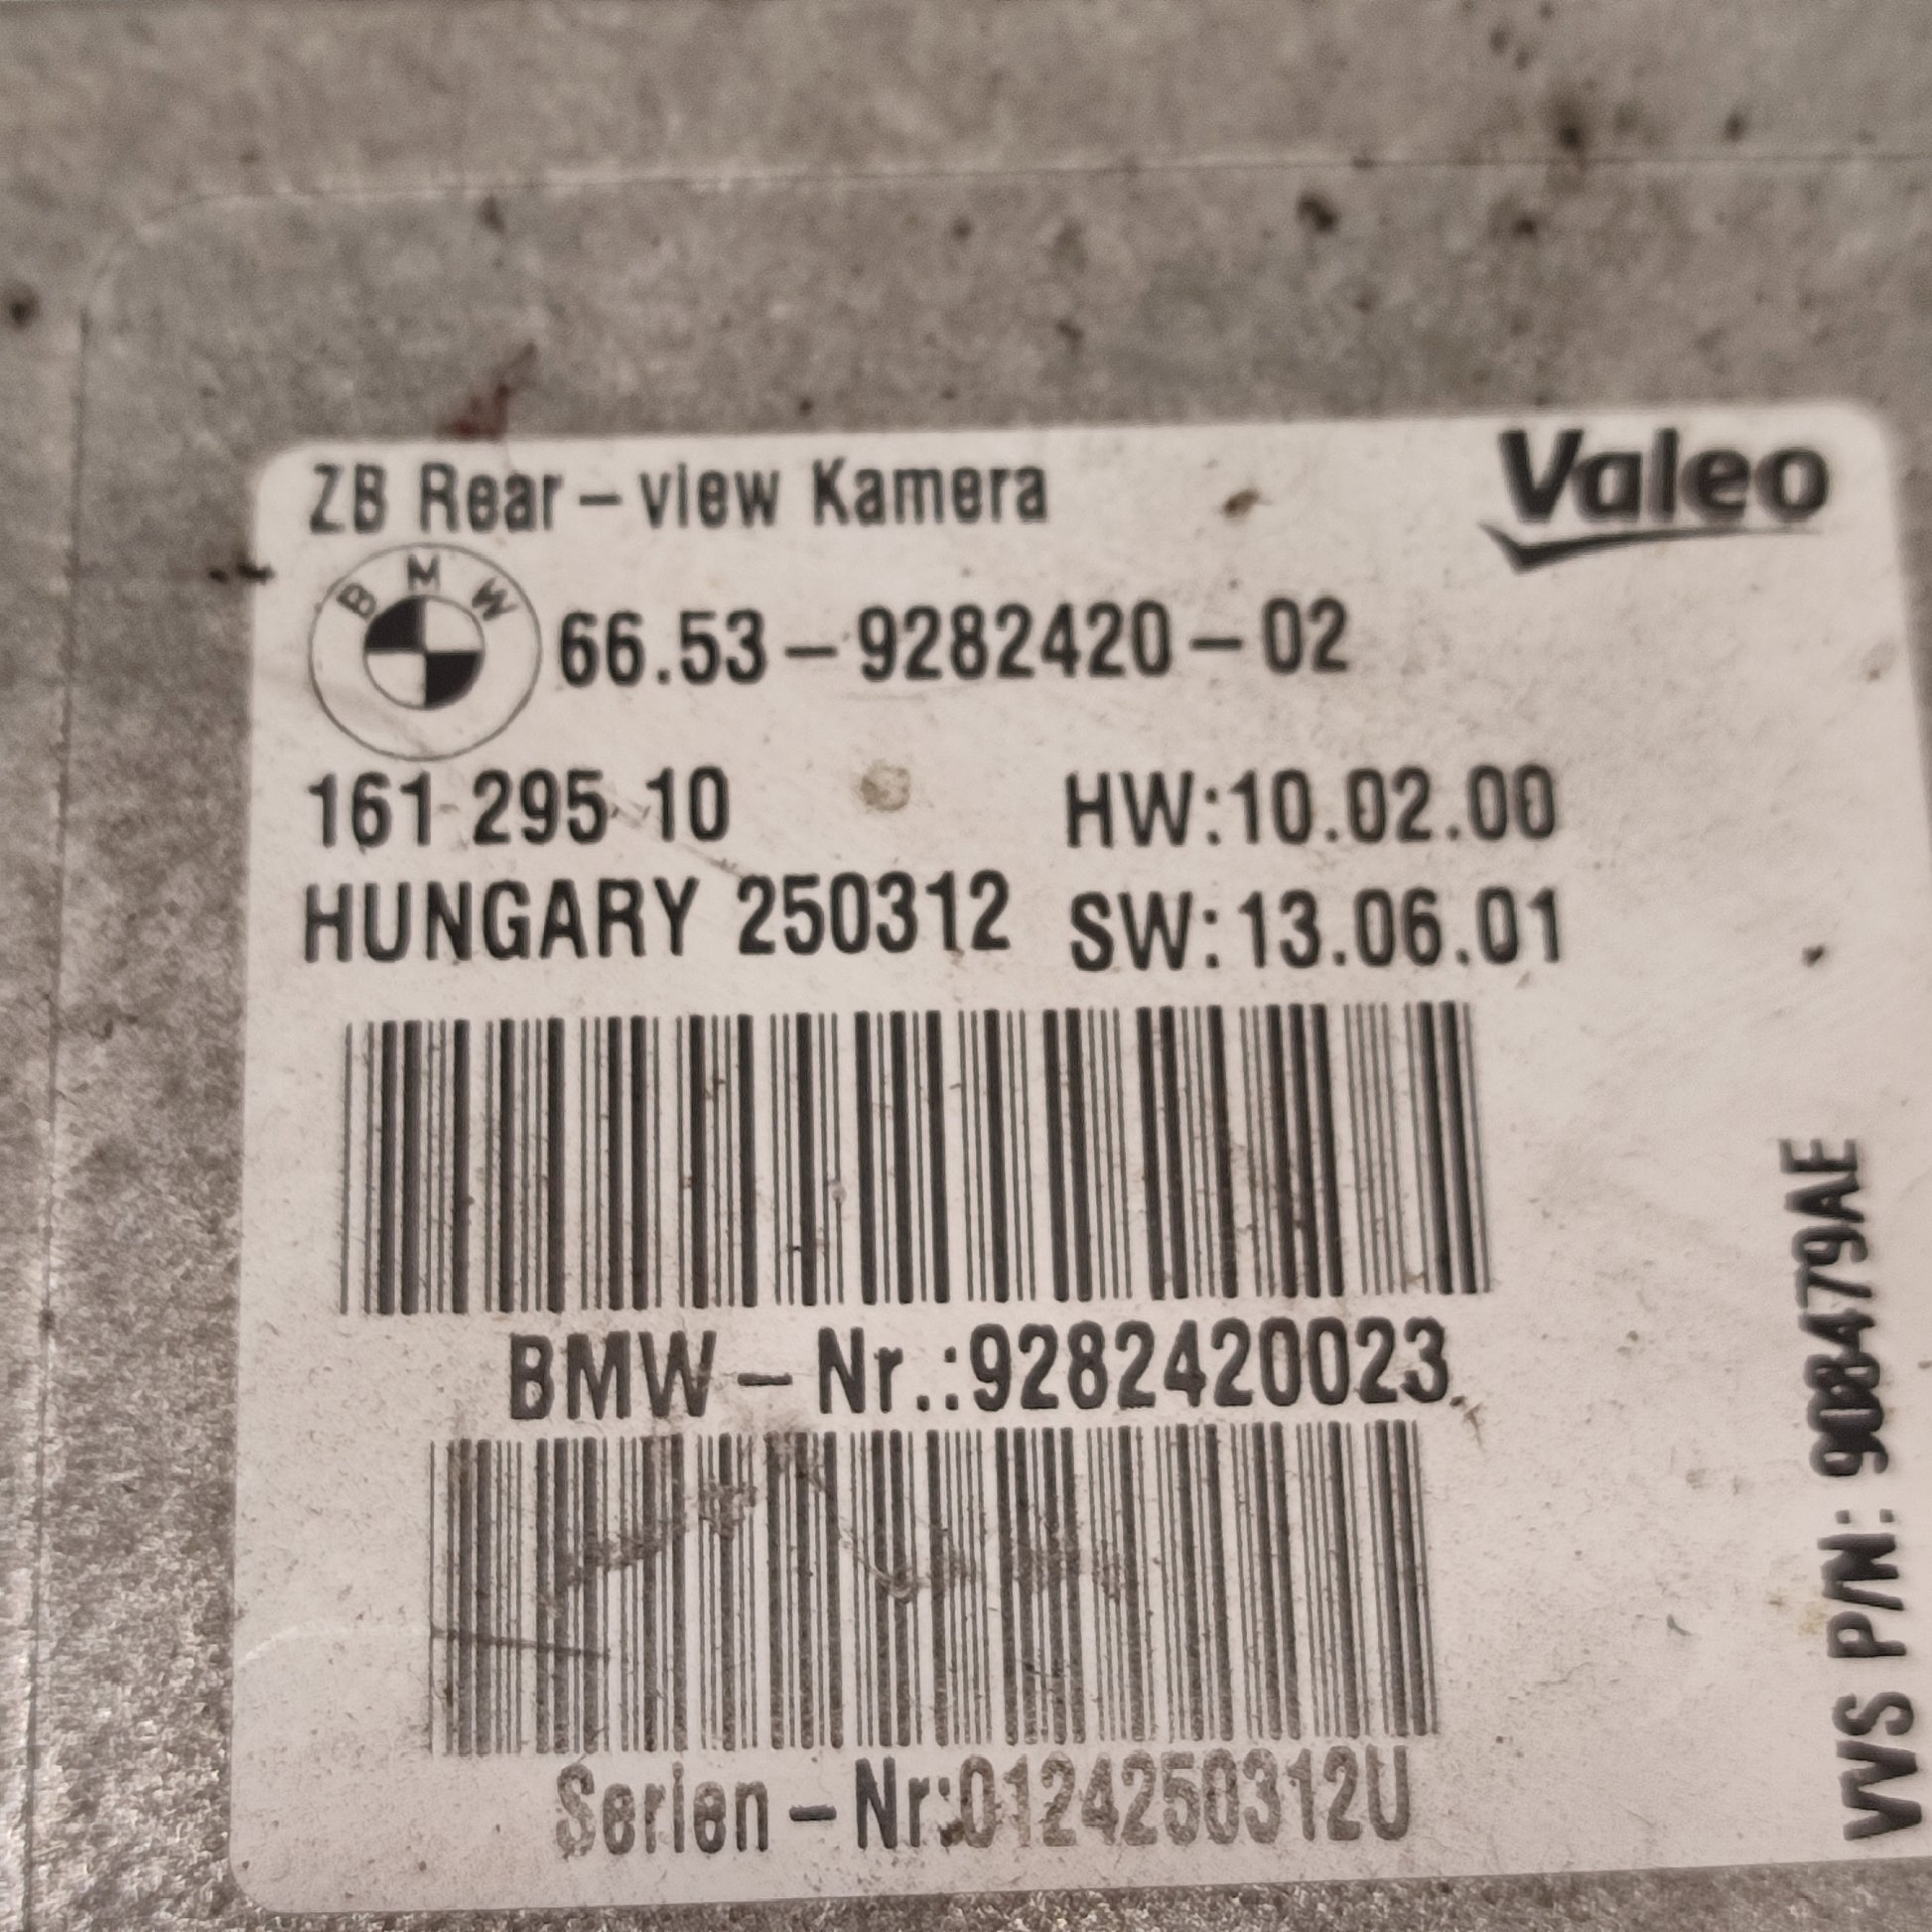 ZB Rear-view Kamera
Valeo
BMW
66.53-9282420-02
161 295 10
HW:10.02.00
HUNGARY 250312
SW:13.06.01
BMW-Nr.:9282420023
Serien-Nr:0124250312U
VVS P/N: